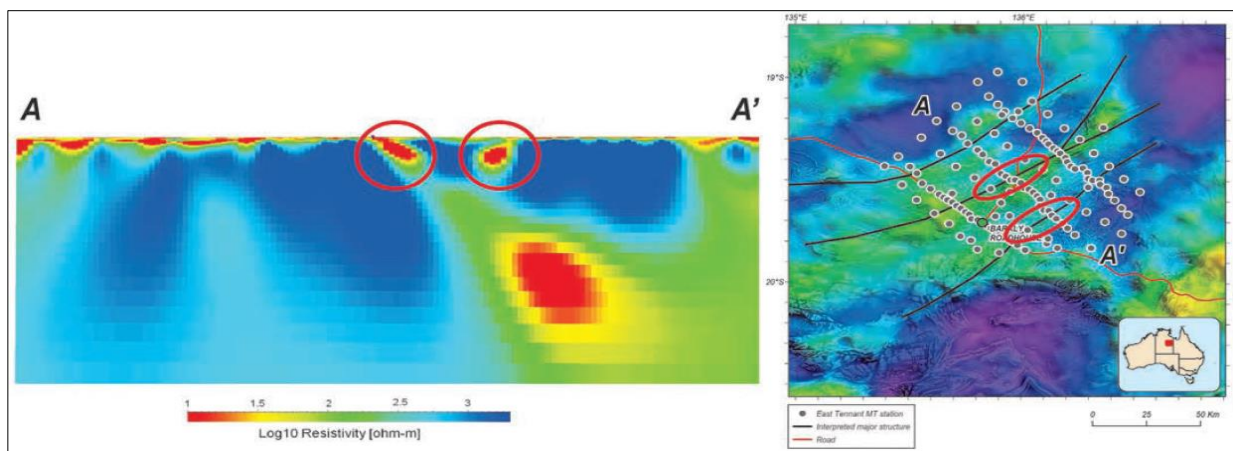 A
A'
1
1.5
2
2.5
3
Log10 Resistivity [ohm-m]
135°E
136°E
19°S
20°S
A
A'
BARKLY
East Tennant MT station
Interpreted major structure
Road
0
25
50 Km